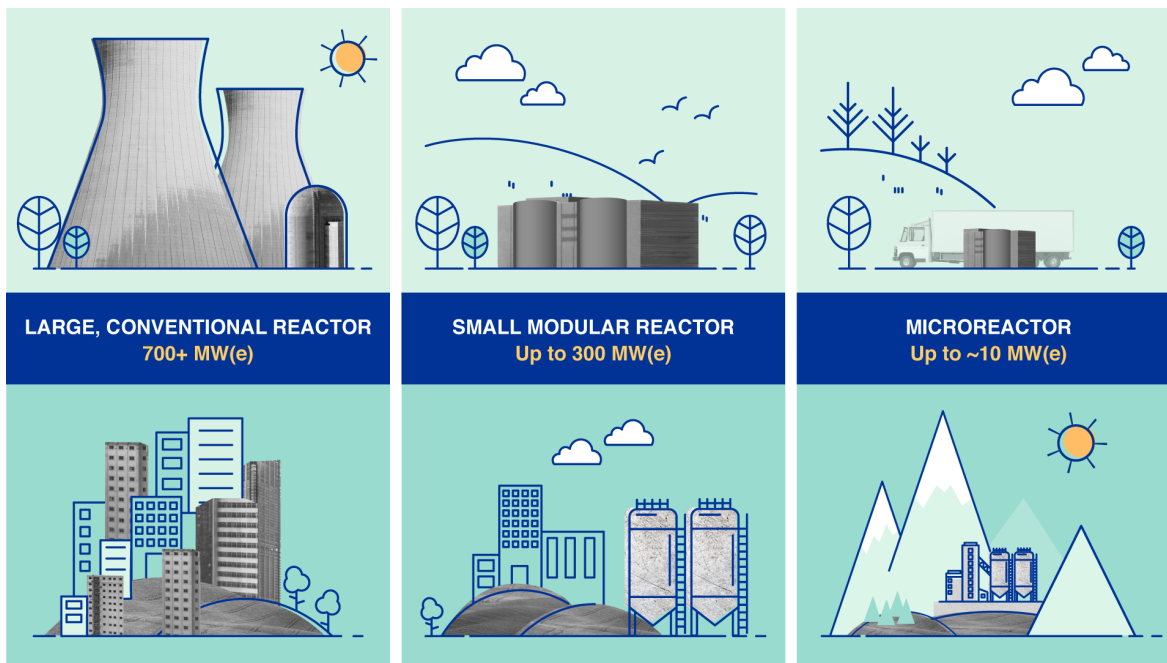 LARGE, CONVENTIONAL REACTOR
700+ MW(e)
SMALL MODULAR REACTOR
Up to 300 MW(e)
MICROREACTOR
Up to ~10 MW(e)